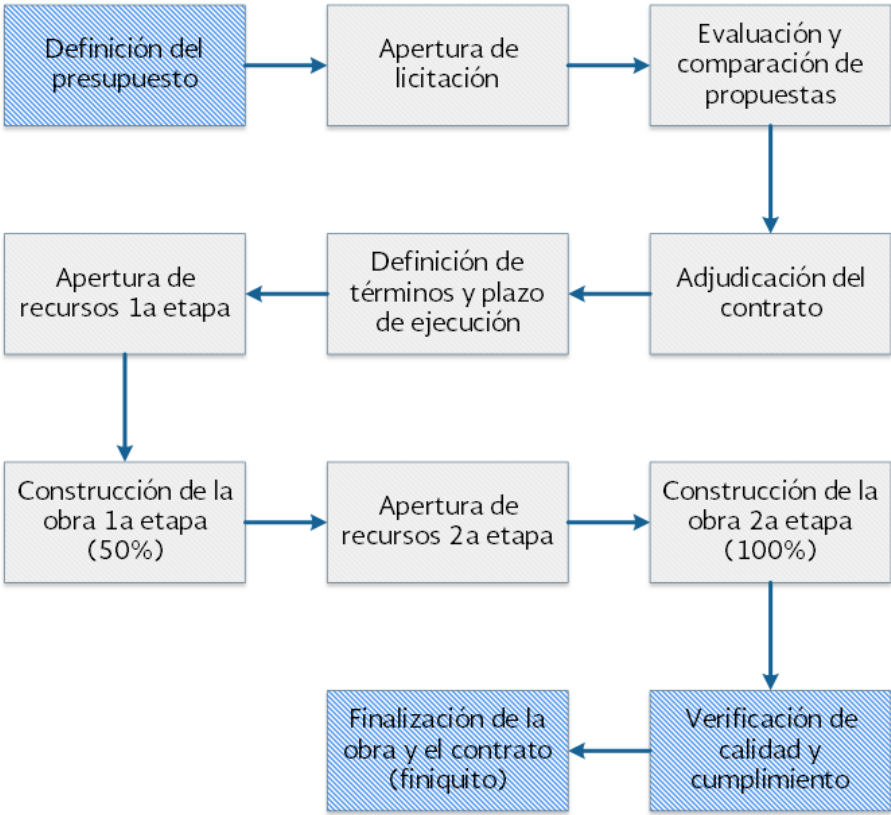 Definición del
presupuesto
Apertura de
licitación
Evaluación y
comparación de
propuestas
Adjudicación del
contrato
Definición de
términos y plazo
de ejecución
Apertura de
recursos 1a etapa
Construcción de la
obra 1a etapa
(50%)
Apertura de
recursos 2a etapa
Construcción de la
obra 2a etapa
(100%)
Verificación de
calidad y
cumplimiento
Finalización de la
obra y el contrato
(finiquito)